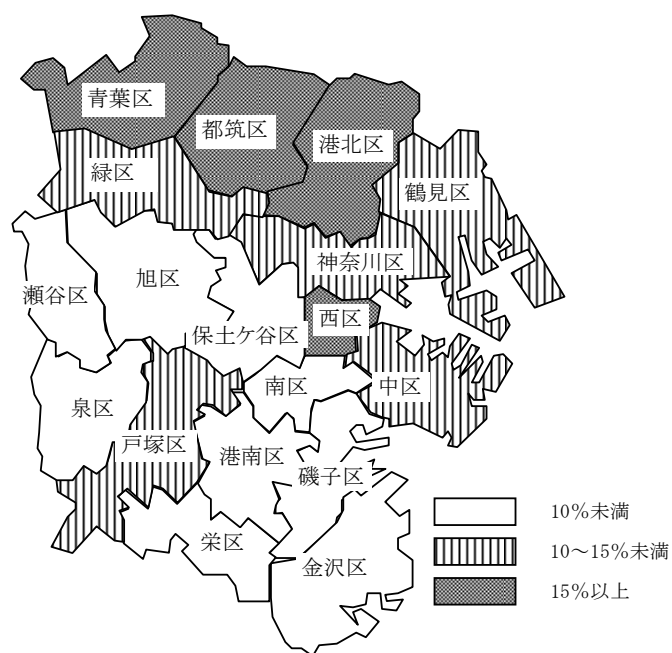 青葉区
都筑区
港北区
緑区
鶴見区
神奈川区
旭区
瀬谷区
西区
保土ケ谷区
南区
中区
泉区
戸塚区
港南区
磯子区
栄区
金沢区
10%未満
10～15%未満
15%以上